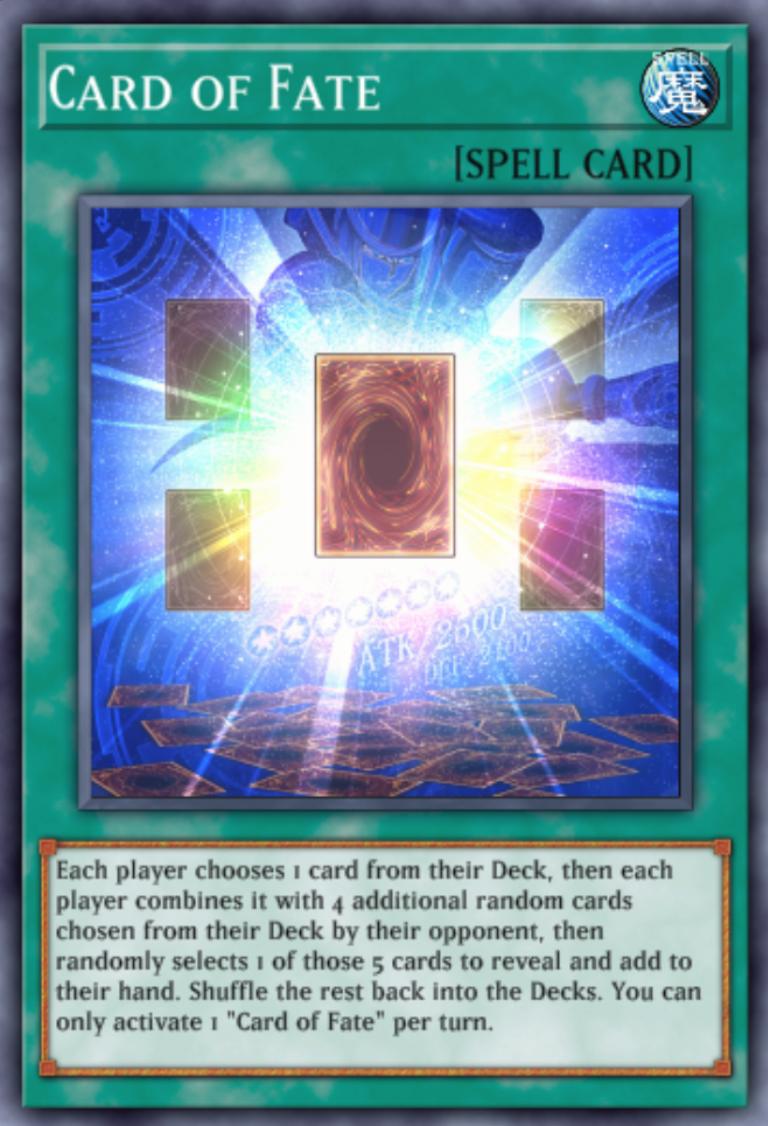 CARD OF FATE
SPELL
魔
[SPELL CARD]
ATK/2500
Each player chooses 1 card from their Deck, then each
player combines it with 4 additional random cards
chosen from their Deck by their opponent, then
randomly selects 1 of those 5 cards to reveal and add to
their hand. Shuffle the rest back into the Decks. You can
only activate 1 "Card of Fate" per turn.